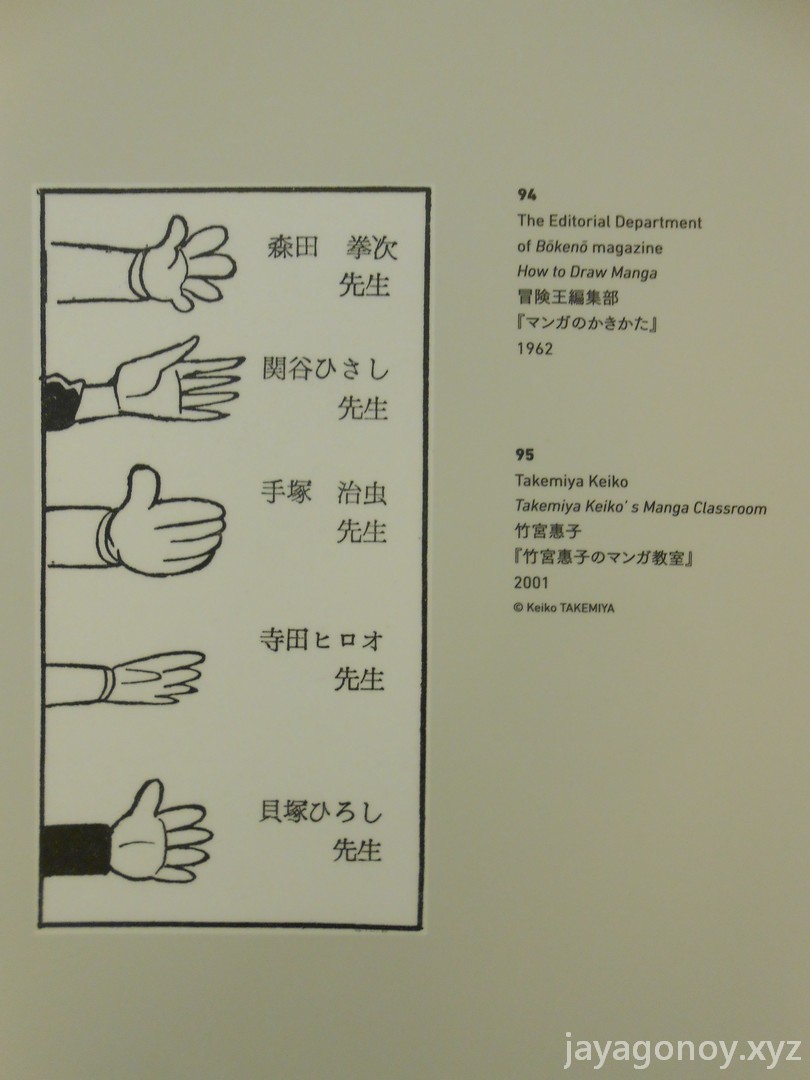 森田　拳次
先生
関谷ひさし
先生
手塚　治虫
先生
寺田ヒロオ
先生
貝塚ひろし
先生
94
The Editorial Department
of Bōkenō magazine
How to Draw Manga
冒険王編集部
『マンガのかきかた』
1962
95
Takemiya Keiko
Takemiya Keiko' s Manga Classroom
竹宮惠子
『竹宮惠子のマンガ教室』
2001
© Keiko TAKEMIYA
jayagonoy.xyz